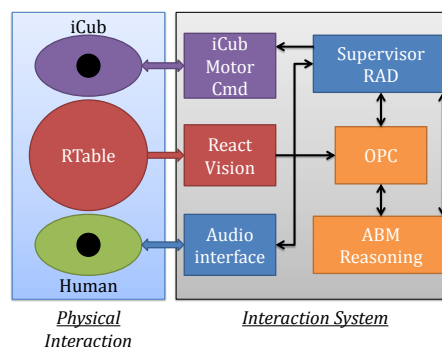 iCub
iCub
Motor
Cmd
Supervisor
RAD
RTable
React
Vision
OPC
Audio
interface
ABM
Reasoning
Human
Physical
Interaction
Interaction System